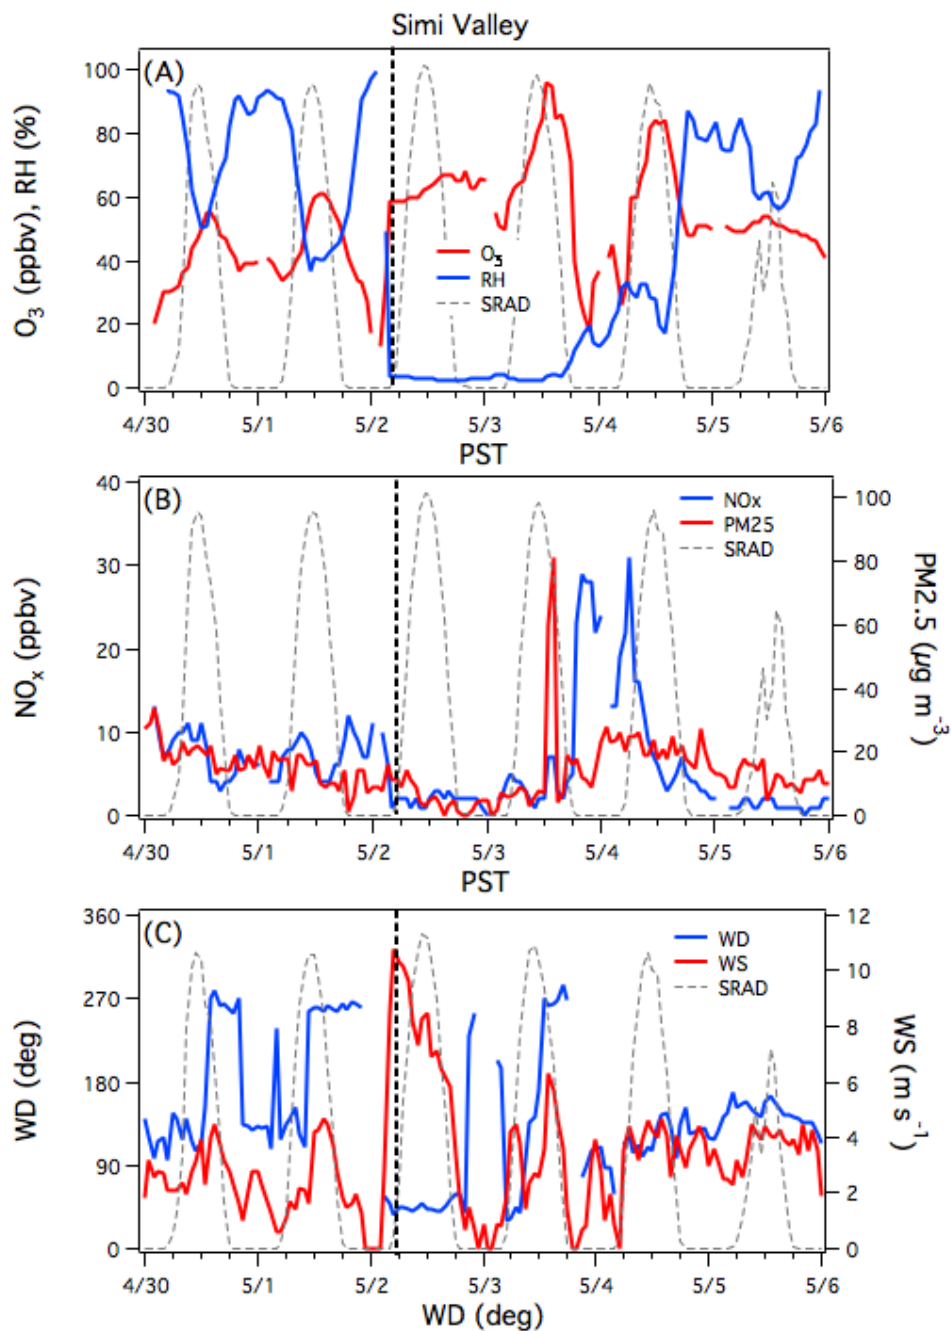 Simi Valley
(A)
O₃ (ppbv), RH (%)
100
80
60
40
20
0
O₃
RH
SRAD
4/30 5/1 5/2 5/3 5/4 5/5 5/6
PST
(B)
NOx (ppbv)
40
30
20
10
0
NOx
PM25
SRAD
100
80
60
40
20
0
PM2.5 (μg m⁻³)
4/30 5/1 5/2 5/3 5/4 5/5 5/6
PST
(C)
WD (deg)
360
270
180
90
0
WD
WS
SRAD
12
10
8
6
4
2
0
WS (m s⁻¹)
4/30 5/1 5/2 5/3 5/4 5/5 5/6
WD (deg)